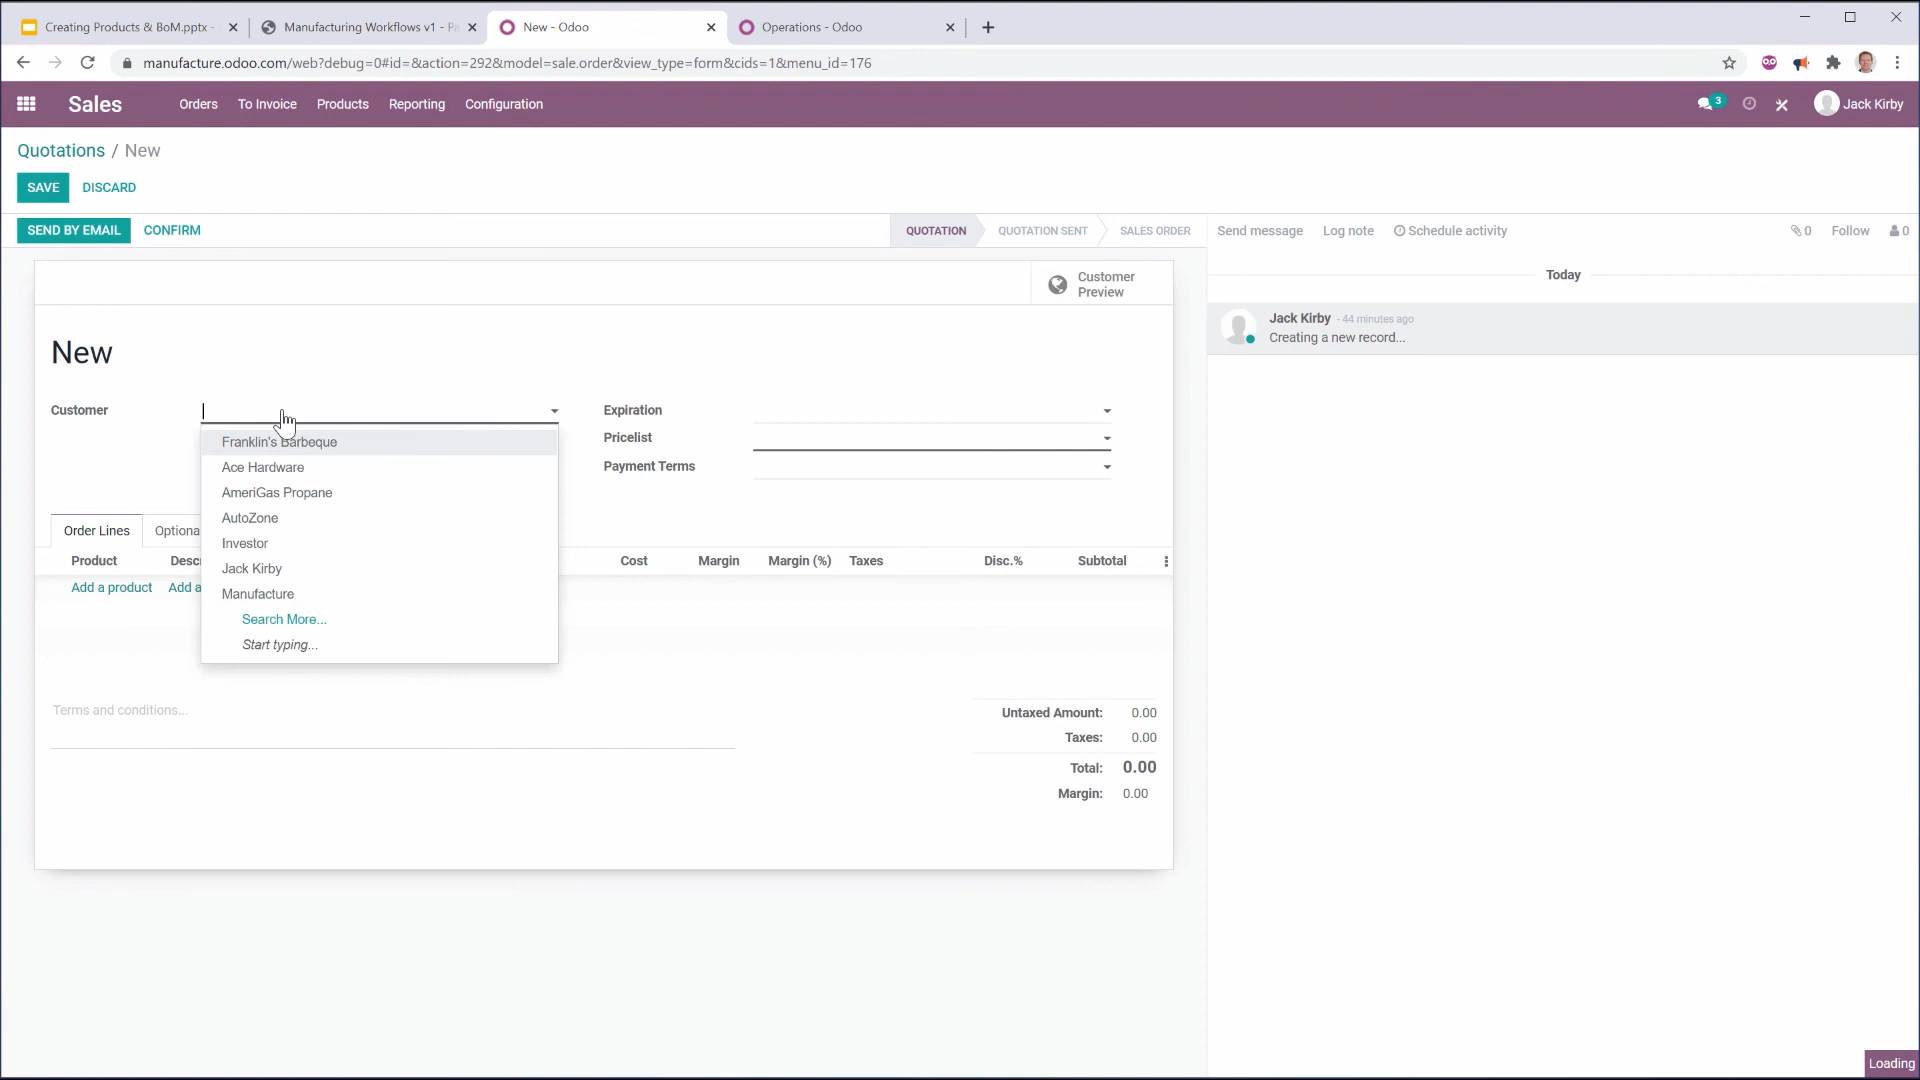 Creating Products & BoM.pptx -
Manufacturing Workflows v1 - Pa
New - Odoo
Operations - Odoo
manufacture.odoo.com/web?debug=0#id=&action=292&model=sale.order&view_type=form&cids=1&menu_id=176
Sales Orders To Invoice Products Reporting Configuration 3 Jack Kirby
Quotations / New
SAVE DISCARD
SEND BY EMAIL CONFIRM QUOTATION QUOTATION SENT SALES ORDER Send message Log note Schedule activity 0 Follow 0
Customer
Preview
Today
Jack Kirby - 44 minutes ago
Creating a new record...
New
Customer
Expiration
Pricelist
Payment Terms
Franklin's Barbeque
Ace Hardware
AmeriGas Propane
AutoZone
Investor
Jack Kirby
Manufacture
Search More...
Start typing...
Order Lines Optiona
Product Descr Cost Margin Margin (%) Taxes Disc.% Subtotal
Add a product Add a
Terms and conditions...
Untaxed Amount: 0.00
Taxes: 0.00
Total: 0.00
Margin: 0.00
Loading